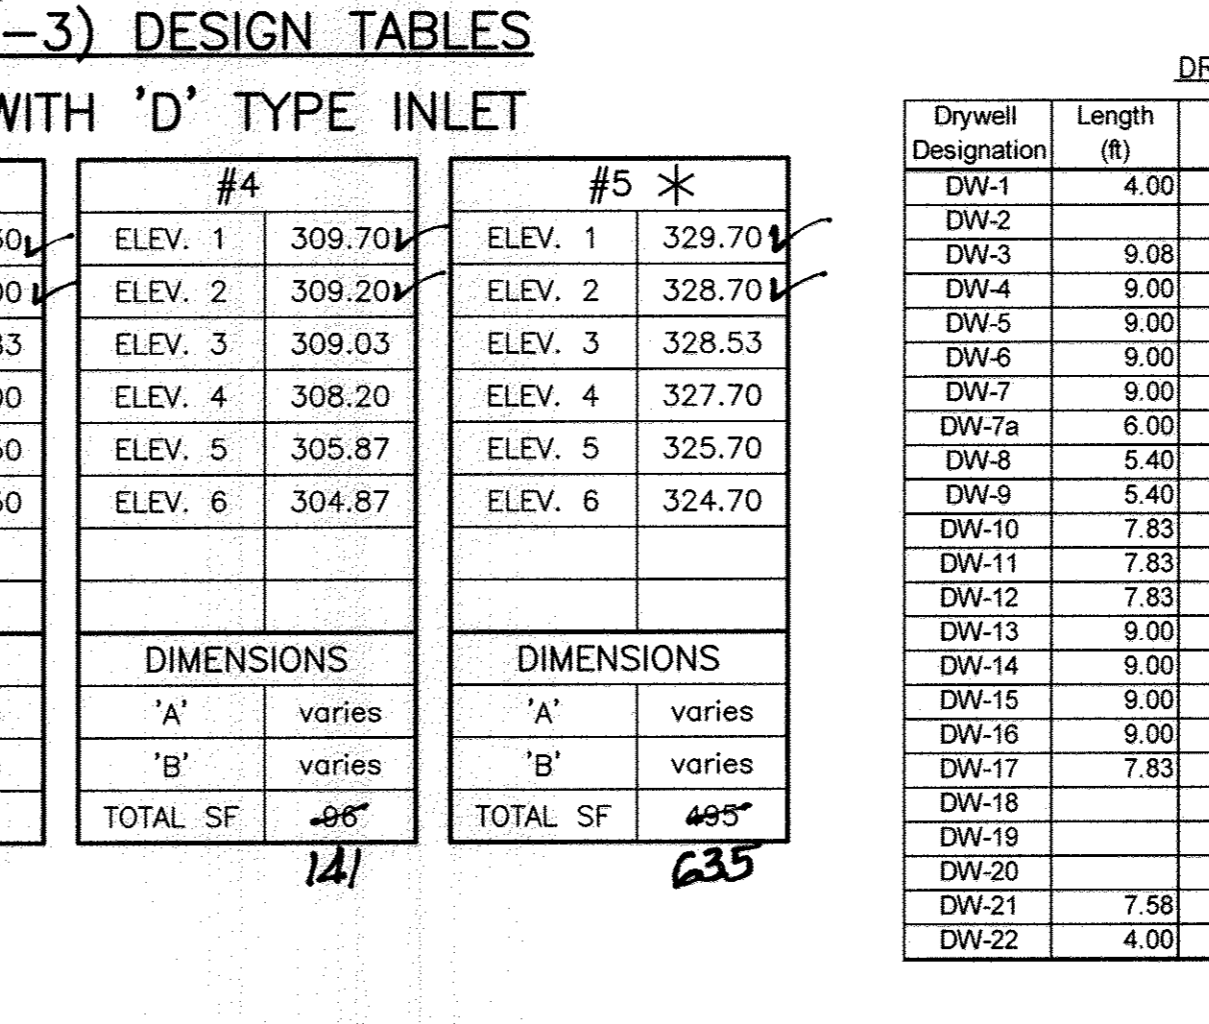 -3) DESIGN TABLES
WITH 'D' TYPE INLET
#4
ELEV. 1 309.70
ELEV. 2 309.20
ELEV. 3 309.03
ELEV. 4 308.20
ELEV. 5 305.87
ELEV. 6 304.87
DIMENSIONS
'A' varies
'B' varies
TOTAL SF 96
141
#5 *
ELEV. 1 329.70
ELEV. 2 328.70
ELEV. 3 328.53
ELEV. 4 327.70
ELEV. 5 325.70
ELEV. 6 324.70
DIMENSIONS
'A' varies
'B' varies
TOTAL SF 495
635
DR
Drywell Length
Designation (ft)
DW-1 4.00
DW-2
DW-3 9.08
DW-4 9.00
DW-5 9.00
DW-6 9.00
DW-7 9.00
DW-7a 6.00
DW-8 5.40
DW-9 5.40
DW-10 7.83
DW-11 7.83
DW-12 7.83
DW-13 9.00
DW-14 9.00
DW-15 9.00
DW-16 9.00
DW-17 7.83
DW-18
DW-19
DW-20
DW-21 7.58
DW-22 4.00